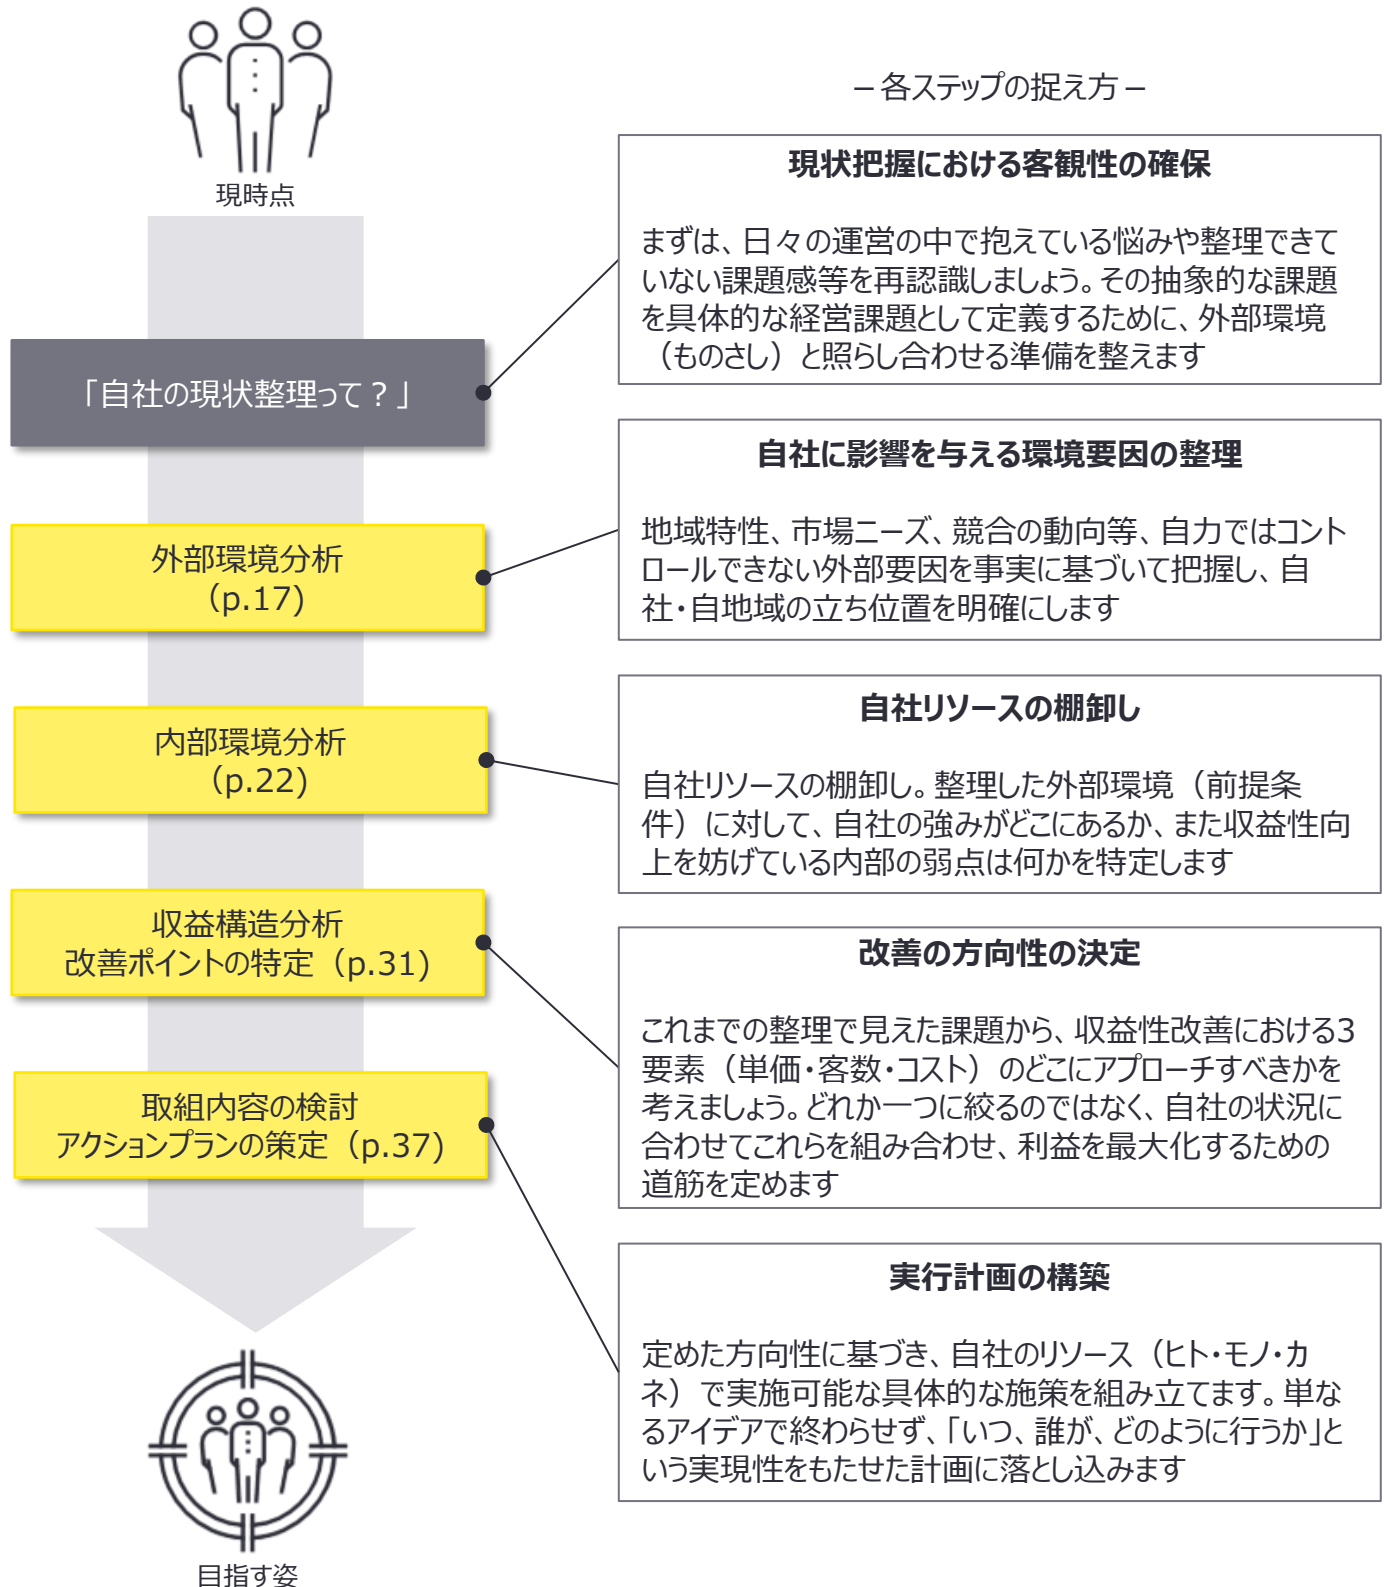 現時点
－各ステップの捉え方－
「自社の現状整理って？」
現状把握における客観性の確保
まずは、日々の運営の中で抱えている悩みや整理できて
いない課題感等を再認識しましょう。その抽象的な課題
を具体的な経営課題として定義するために、外部環境
（ものさし）と照らし合わせる準備を整えます
外部環境分析
（p.17）
自社に影響を与える環境要因の整理
地域特性、市場ニーズ、競合の動向等、自力ではコント
ロールできない外部要因を事実に基づいて把握し、自
社・自地域の立ち位置を明確にします
内部環境分析
（p.22）
自社リソースの棚卸し
自社リソースの棚卸し。整理した外部環境（前提条
件）に対して、自社の強みがどこにあるか、また収益性向
上を妨げている内部の弱点は何かを特定します
収益構造分析
改善ポイントの特定（p.31）
改善の方向性の決定
これまでの整理で見えた課題から、収益性改善における3
要素（単価・客数・コスト）のどこにアプローチすべきかを
考えましょう。どれか一つに絞るのではなく、自社の状況に
合わせてこれらを組み合わせ、利益を最大化するための
道筋を定めます
取組内容の検討
アクションプランの策定（p.37）
実行計画の構築
定めた方向性に基づき、自社のリソース（ヒト・モノ・カ
ネ）で実施可能な具体的な施策を組み立てます。単な
るアイデアで終わらせず、「いつ、誰が、どのように行うか」と
いう実現性をもたせた計画に落とし込みます
目指す姿